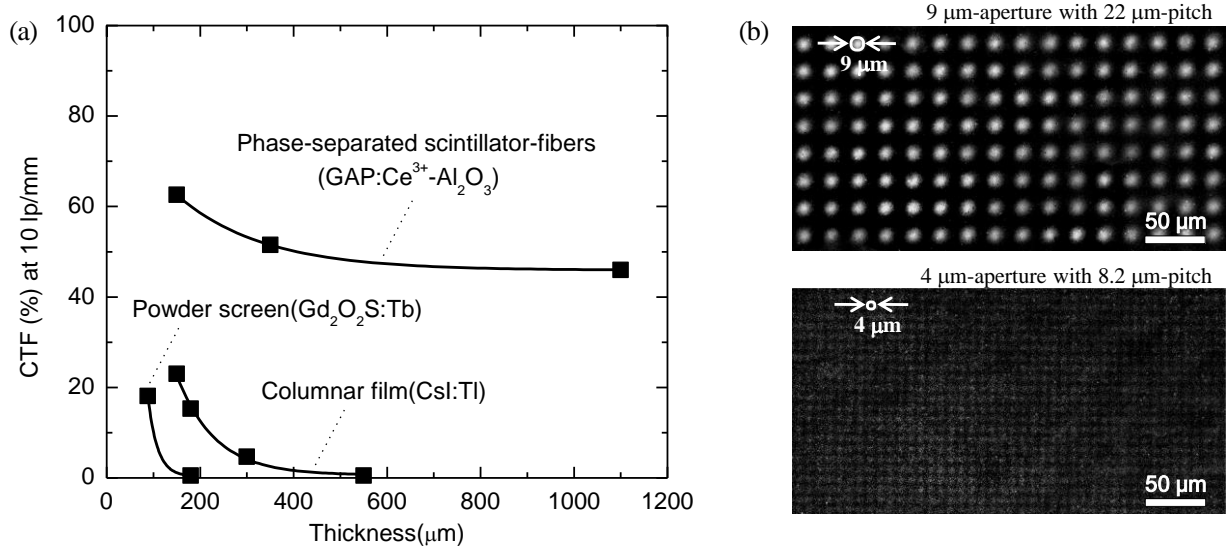 (a)
100
80
60
40
20
0
CTF (%) at 10 lp/mm
Phase-separated scintillator-fibers
(GAP:Ce³⁺-Al₂O₃)
Powder screen(Gd₂O₂S:Tb)
Columnar film(CsI:Tl)
0 200 400 600 800 1000 1200
Thickness(μm)
(b)
9 μm-aperture with 22 μm-pitch
9 μm
50 μm
4 μm-aperture with 8.2 μm-pitch
4 μm
50 μm